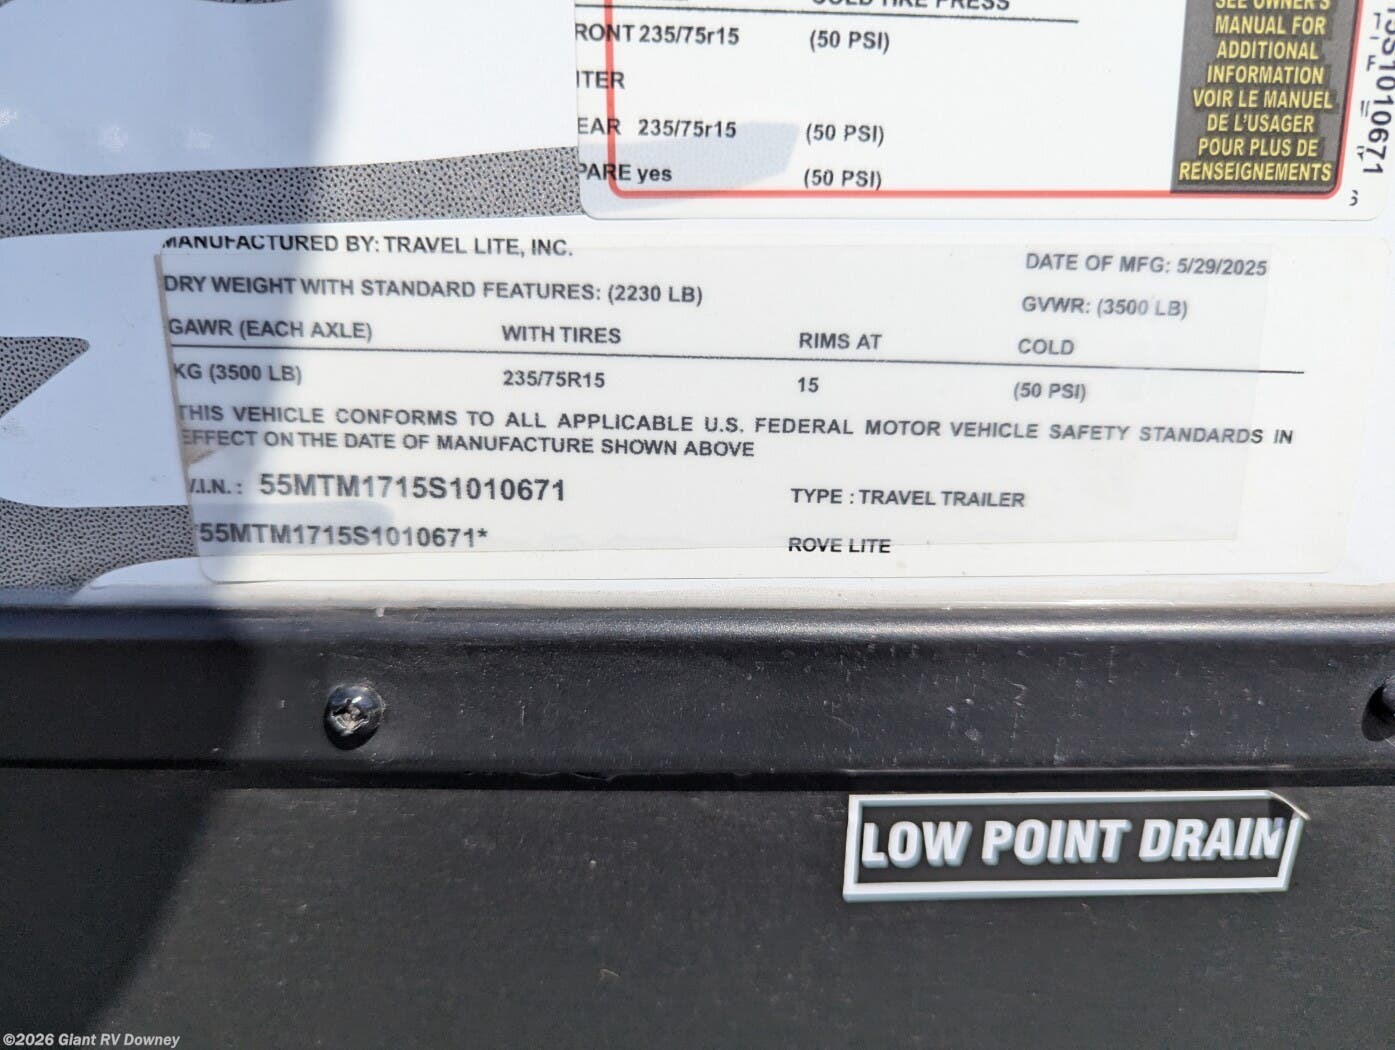 COLD TIRE PRESS
RONT 235/75r15 (50 PSI)
TER
EAR 235/75r15 (50 PSI)
PARE yes (50 PSI)
SEE OWNER'S
MANUAL FOR
ADDITIONAL
INFORMATION
VOIR LE MANUEL
DE L'USAGER
POUR PLUS DE
RENSEIGNEMENTS
5S1010671
MANUFACTURED BY: TRAVEL LITE, INC.
DATE OF MFG: 5/29/2025
DRY WEIGHT WITH STANDARD FEATURES: (2230 LB)
GVWR: (3500 LB)
GAWR (EACH AXLE) WITH TIRES RIMS AT COLD
KG (3500 LB) 235/75R15 15 (50 PSI)
THIS VEHICLE CONFORMS TO ALL APPLICABLE U.S. FEDERAL MOTOR VEHICLE SAFETY STANDARDS IN
EFFECT ON THE DATE OF MANUFACTURE SHOWN ABOVE
V.I.N. : 55MTM1715S1010671
TYPE : TRAVEL TRAILER
55MTM1715S1010671*
ROVE LITE
LOW POINT DRAIN
©2026 Giant RV Downey